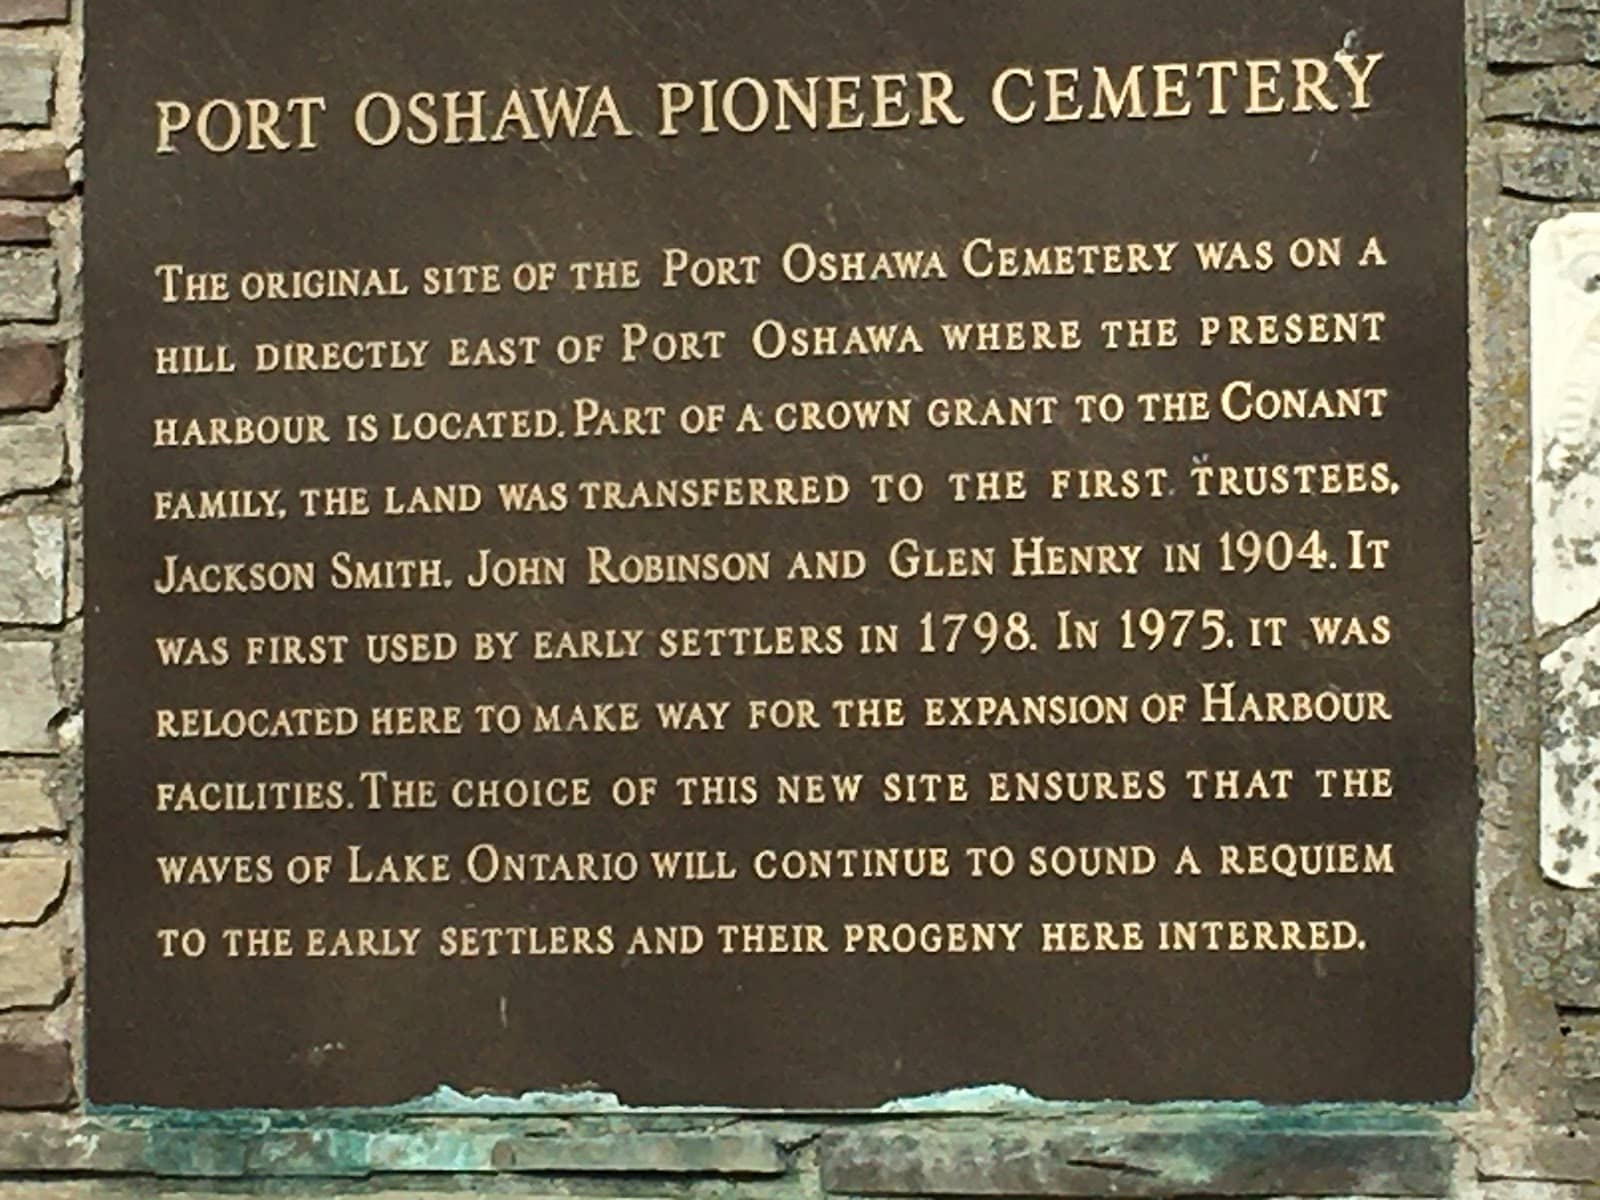 PORT OSHAWA PIONEER CEMETERY
THE ORIGINAL SITE OF THE PORT OSHAWA CEMETERY WAS ON A
HILL DIRECTLY EAST OF PORT OSHAWA WHERE THE PRESENT
HARBOUR IS LOCATED. PART OF A CROWN GRANT TO THE CONANT
FAMILY, THE LAND WAS TRANSFERRED TO THE FIRST TRUSTEES,
JACKSON SMITH, JOHN ROBINSON AND GLEN HENRY IN 1904. IT
WAS FIRST USED BY EARLY SETTLERS IN 1798. IN 1975, IT WAS
RELOCATED HERE TO MAKE WAY FOR THE EXPANSION OF HARBOUR
FACILITIES. THE CHOICE OF THIS NEW SITE ENSURES THAT THE
WAVES OF LAKE ONTARIO WILL CONTINUE TO SOUND A REQUIEM
TO THE EARLY SETTLERS AND THEIR PROGENY HERE INTERRED.